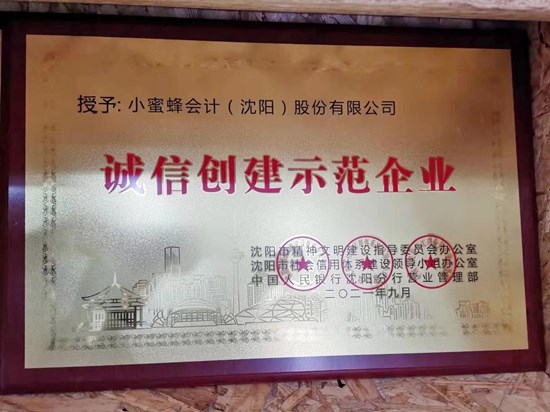 授予: 小蜜蜂会计（沈阳）股份有限公司
诚信创建示范企业
沈阳市精神文明建设指导委员会办公室
沈阳市社会信用体系建设领导小组办公室
中国人民银行沈阳分行营业管理部
二〇二一年九月